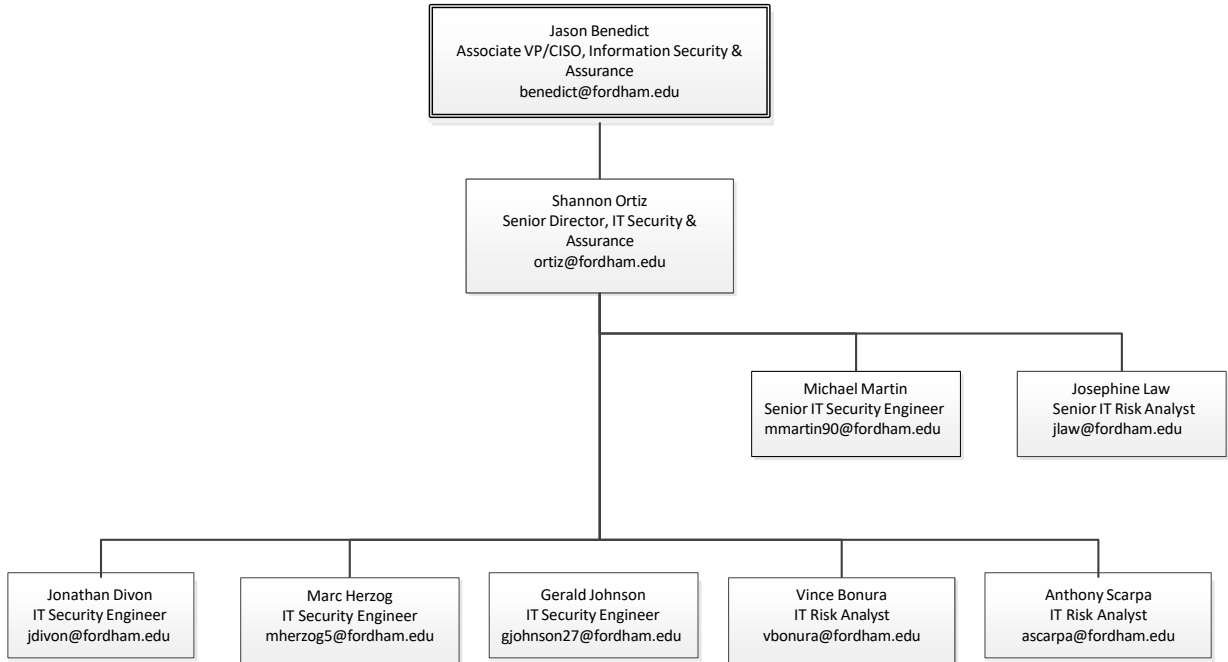 Jason Benedict
Associate VP/CISO, Information Security &
Assurance
benedict@fordham.edu
Shannon Ortiz
Senior Director, IT Security &
Assurance
ortiz@fordham.edu
Michael Martin
Senior IT Security Engineer
mmartin90@fordham.edu
Josephine Law
Senior IT Risk Analyst
jlaw@fordham.edu
Jonathan Divon
IT Security Engineer
jdivon@fordham.edu
Marc Herzog
IT Security Engineer
mherzog5@fordham.edu
Gerald Johnson
IT Security Engineer
gjohnson27@fordham.edu
Vince Bonura
IT Risk Analyst
vbonura@fordham.edu
Anthony Scarpa
IT Risk Analyst
ascarpa@fordham.edu